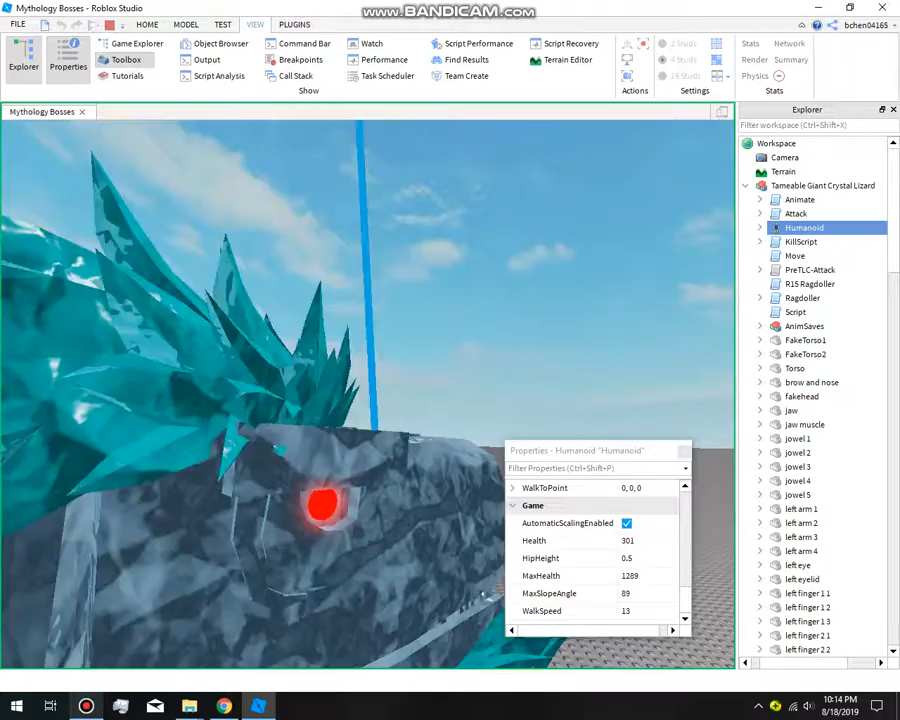 Mythology Bosses - Roblox Studio
www.BANDICAM.com
FILE HOME MODEL TEST VIEW PLUGINS bchen04165
Explorer
Properties
Game Explorer
Toolbox
Tutorials
Object Browser
Output
Script Analysis
Command Bar
Breakpoints
Call Stack
Watch
Performance
Task Scheduler
Script Performance
Find Results
Team Create
Script Recovery
Terrain Editor
Show
Actions
2 Studs
4 Studs
16 Studs
Settings
Stats Network
Render Summary
Physics
Stats
Mythology Bosses
Explorer
Filter workspace (Ctrl+Shift+X)
Workspace
Camera
Terrain
Tameable Giant Crystal Lizard
Animate
Attack
Humanoid
KillScript
Move
PreTLC-Attack
R15 Ragdoller
Ragdoller
Script
AnimSaves
FakeTorso1
FakeTorso2
Torso
brow and nose
fakehead
jaw
jaw muscle
jowel 1
jowel 2
jowel 3
jowel 4
jowel 5
left arm 1
left arm 2
left arm 3
left arm 4
left eye
left eyelid
left finger 1 1
left finger 1 2
left finger 1 3
left finger 2 1
left finger 2 2
Properties - Humanoid "Humanoid"
Filter Properties (Ctrl+Shift+P)
WalkToPoint 0, 0, 0
Game
AutomaticScalingEnabled
Health 301
HipHeight 0.5
MaxHealth 1289
MaxSlopeAngle 89
WalkSpeed 13
10:14 PM
8/18/2019